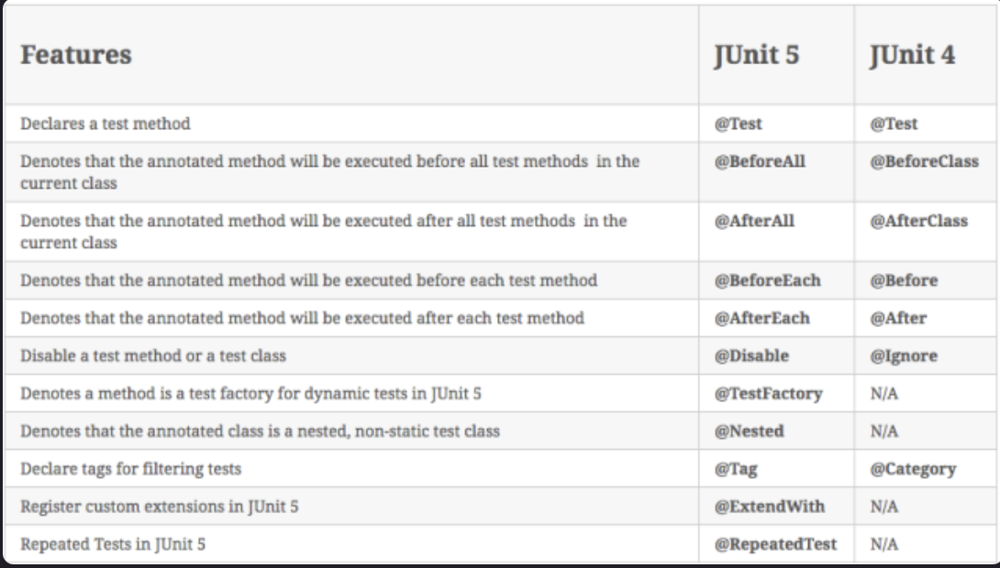 Features JUnit 5 JUnit 4
Declares a test method @Test @Test
Denotes that the annotated method will be executed before all test methods in the @BeforeAll @BeforeClass
current class
Denotes that the annotated method will be executed after all test methods in the @AfterAll @AfterClass
current class
Denotes that the annotated method will be executed before each test method @BeforeEach @Before
Denotes that the annotated method will be executed after each test method @AfterEach @After
Disable a test method or a test class @Disable @Ignore
Denotes a method is a test factory for dynamic tests in JUnit 5 @TestFactory N/A
Denotes that the annotated class is a nested, non-static test class @Nested N/A
Declare tags for filtering tests @Tag @Category
Register custom extensions in JUnit 5 @ExtendWith N/A
Repeated Tests in JUnit 5 @RepeatedTest N/A